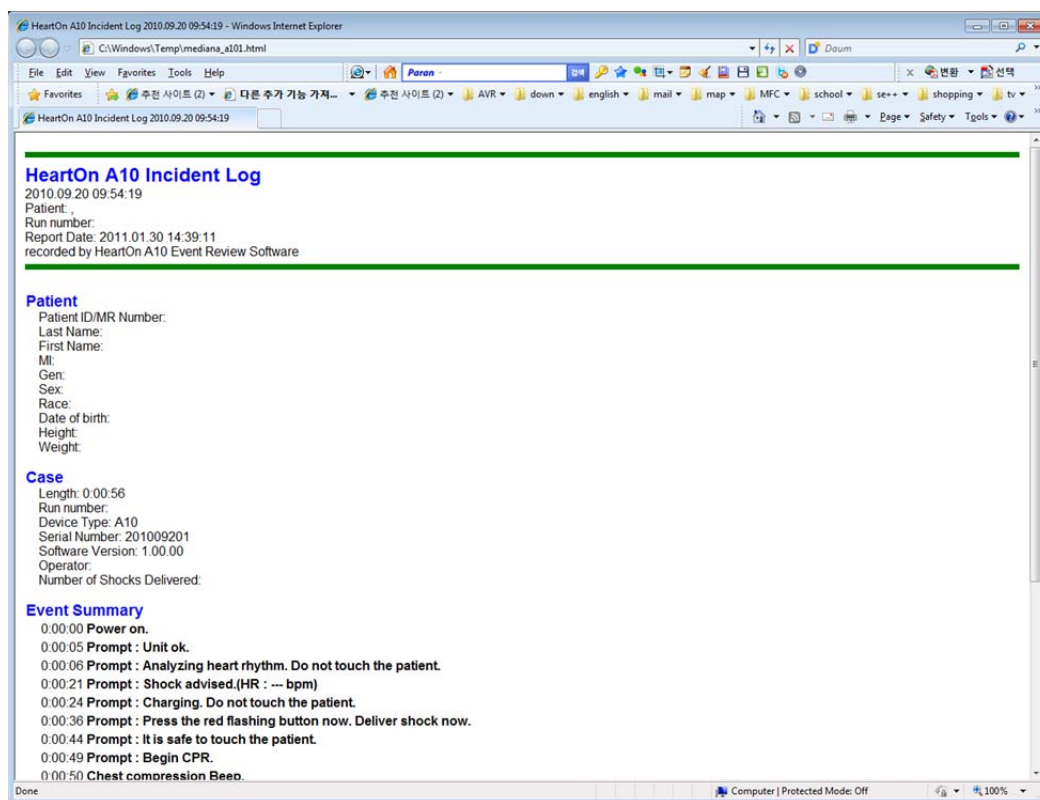 HeartOn A10 Incident Log 2010.09.20 09:54:19 - Windows Internet Explorer
C:\Windows\Temp\mediana_a101.html
Daum
File Edit View Favorites Tools Help
Paran
검색
변환
선택
Favorites 추천 사이트 (2) 다른 추가 기능 가져... 추천 사이트 (2) AVR down english mail map MFC school se++ shopping tv
HeartOn A10 Incident Log 2010.09.20 09:54:19
Page Safety Tools
HeartOn A10 Incident Log
2010.09.20 09:54:19
Patient: ,
Run number:
Report Date: 2011.01.30 14:39:11
recorded by HeartOn A10 Event Review Software
Patient
Patient ID/MR Number:
Last Name:
First Name:
MI:
Gen:
Sex:
Race:
Date of birth:
Height:
Weight:
Case
Length: 0:00:56
Run number:
Device Type: A10
Serial Number: 201009201
Software Version: 1.00.00
Operator:
Number of Shocks Delivered:
Event Summary
0:00:00 Power on.
0:00:05 Prompt : Unit ok.
0:00:06 Prompt : Analyzing heart rhythm. Do not touch the patient.
0:00:21 Prompt : Shock advised.(HR : --- bpm)
0:00:24 Prompt : Charging. Do not touch the patient.
0:00:36 Prompt : Press the red flashing button now. Deliver shock now.
0:00:44 Prompt : It is safe to touch the patient.
0:00:49 Prompt : Begin CPR.
0:00:50 Chest compression Beep.
Done
Computer | Protected Mode: Off
100%